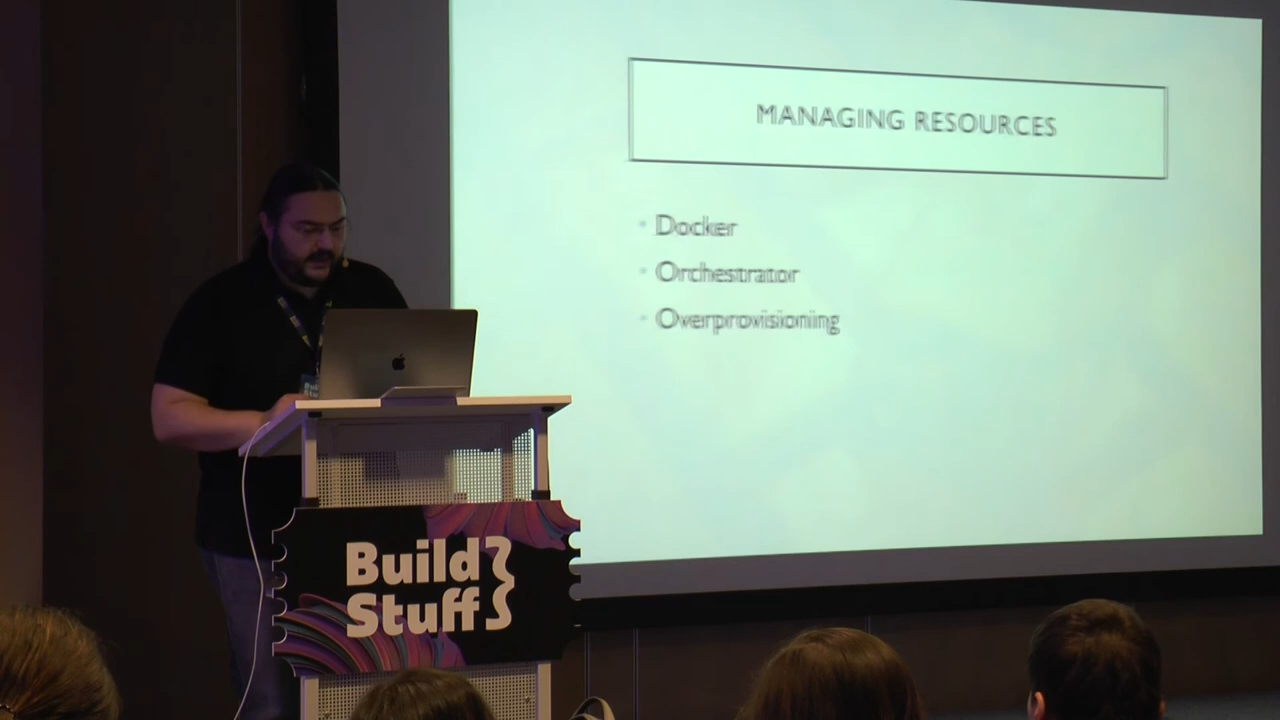 MANAGING RESOURCES
Docker
Orchestrator
Overprovisioning
Build
Stuff